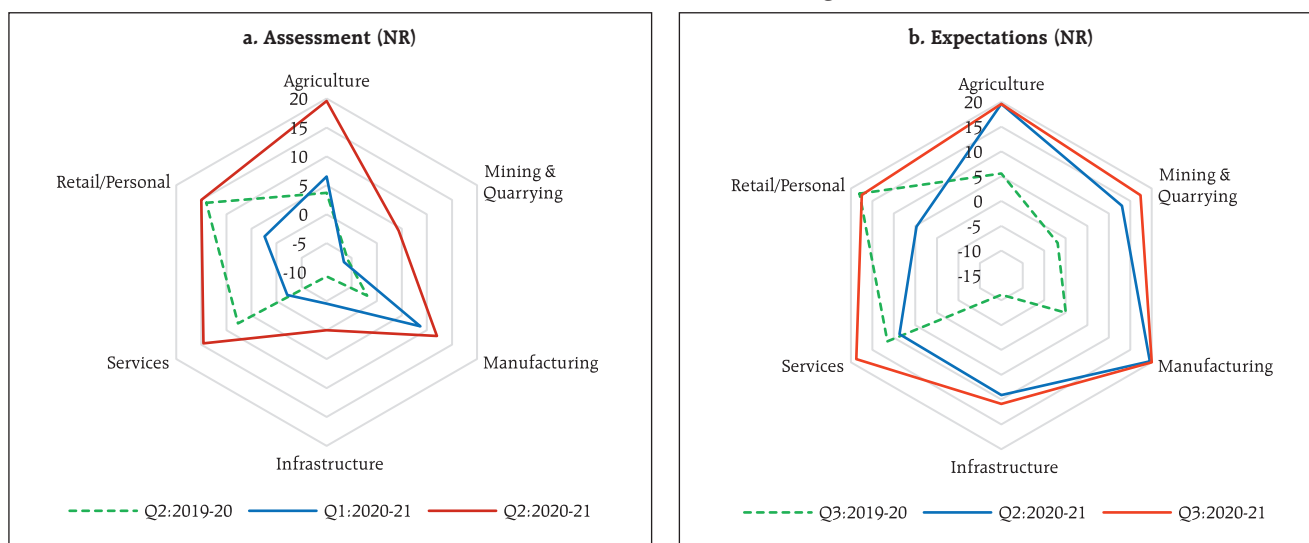 a. Assessment (NR)
Agriculture
20
15
10
5
0
-5
-10
Mining &
Quarrying
Manufacturing
Infrastructure
Services
Retail/Personal
Q2:2019-20
Q1:2020-21
Q2:2020-21
b. Expectations (NR)
Agriculture
20
15
10
5
0
-5
-10
-15
Mining &
Quarrying
Manufacturing
Infrastructure
Services
Retail/Personal
Q3:2019-20
Q2:2020-21
Q3:2020-21